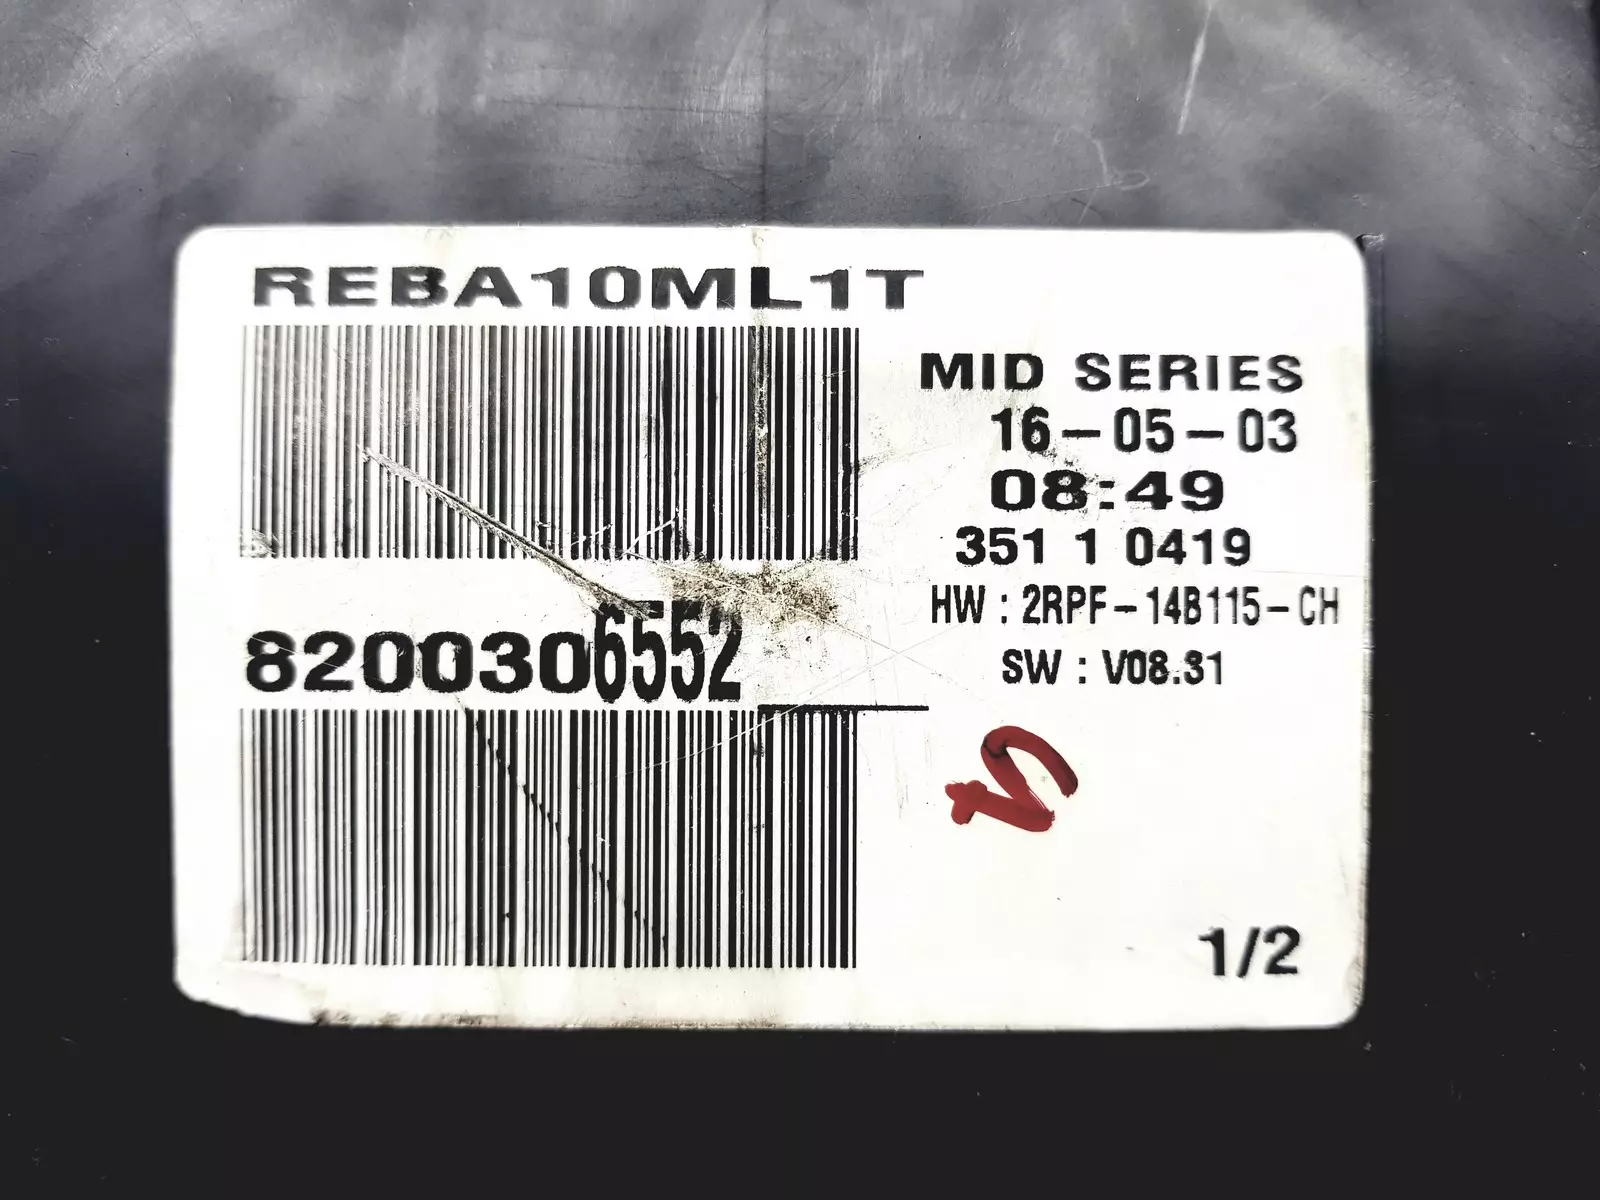 REBA10ML1T
MID SERIES
16-05-03
08:49
351 1 0419
HW : 2RPF-14B115-CH
8200306552
SW : V08.31
1/2